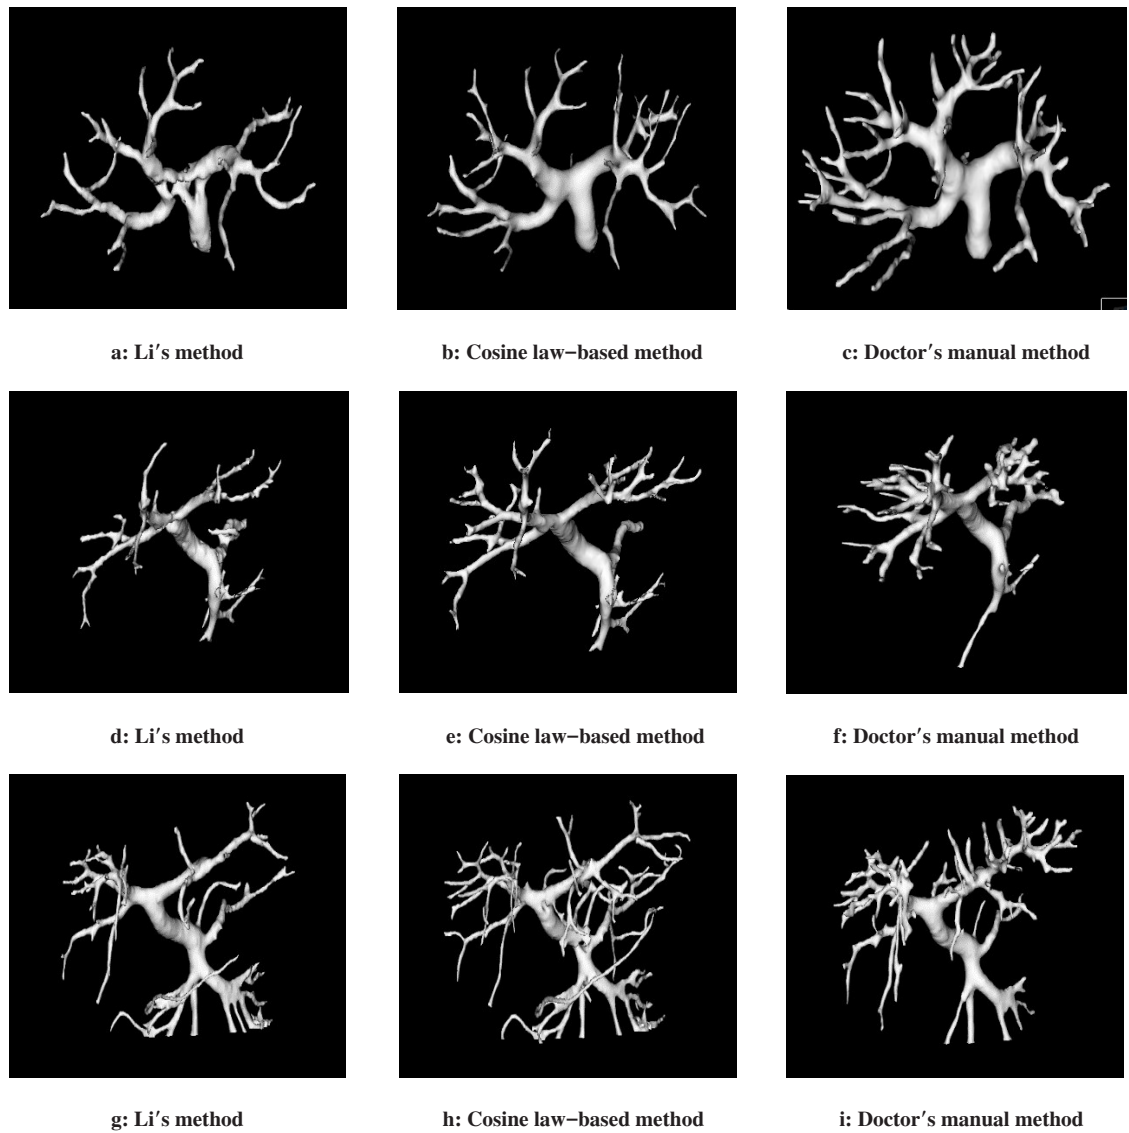 a: Li′s method
b: Cosine law−based method
c: Doctor′s manual method
d: Li′s method
e: Cosine law−based method
f: Doctor′s manual method
g: Li′s method
h: Cosine law−based method
i: Doctor′s manual method